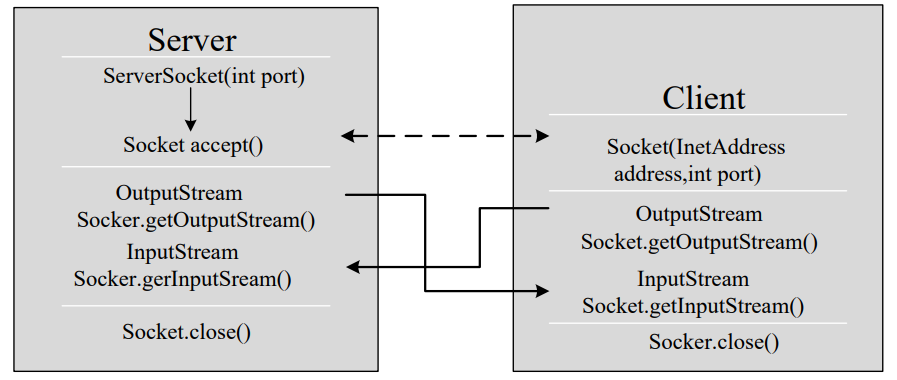 Server
ServerSocket(int port)
Socket accept()
OutputStream
Socker.getOutputStream()
InputStream
Socker.gerInputSream()
Socket.close()
Client
Socket(InetAddress
address,int port)
OutputStream
Socket.getOutputStream()
InputStream
Socket.getInputStream()
Socker.close()